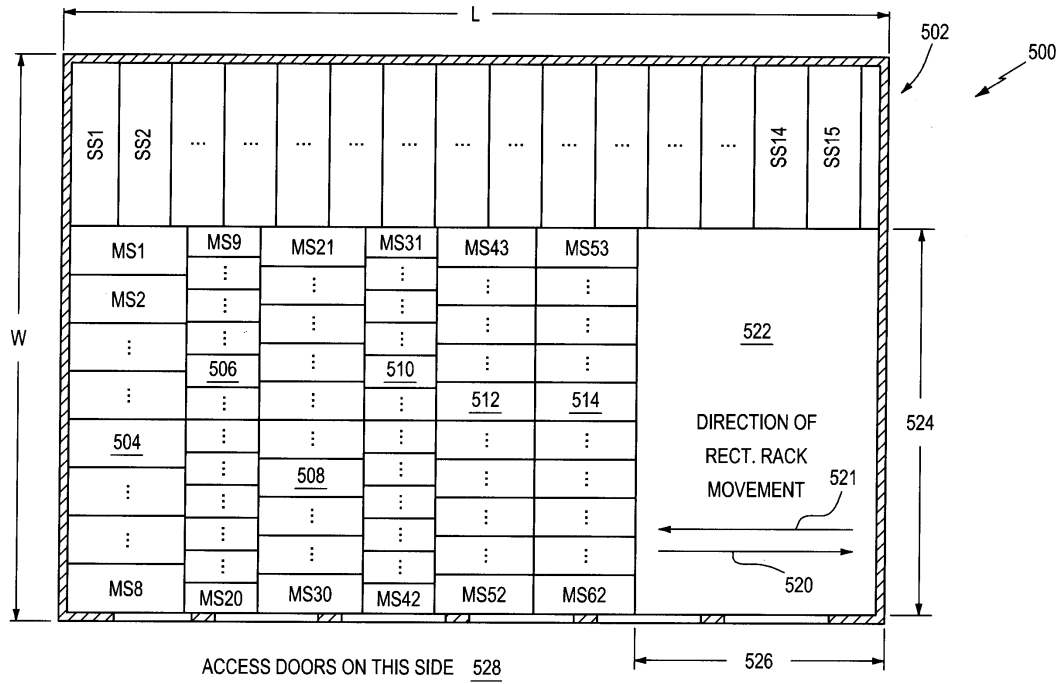 L
502
500
SS1 SS2 ... ... ... ... ... ... ... ... ... ... ... SS14 SS15
MS1 MS9 MS21 MS31 MS43 MS53
MS2
W
522
506 510
512 514
DIRECTION OF
RECT. RACK
MOVEMENT
524
504
508
521
520
MS8 MS20 MS30 MS42 MS52 MS62
526
ACCESS DOORS ON THIS SIDE 528